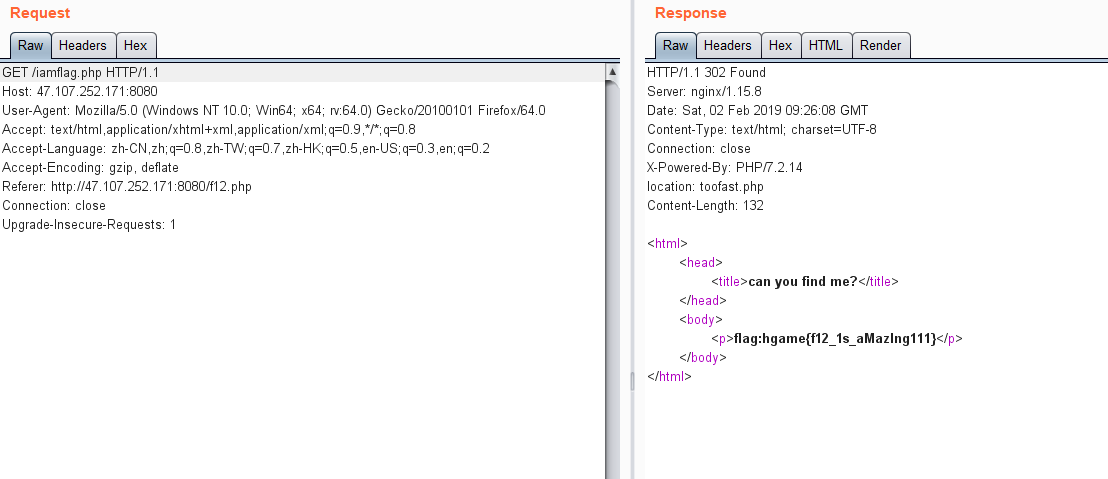 Request
Raw Headers Hex
GET /iamflag.php HTTP/1.1
Host: 47.107.252.171:8080
User-Agent: Mozilla/5.0 (Windows NT 10.0; Win64; x64; rv:64.0) Gecko/20100101 Firefox/64.0
Accept: text/html,application/xhtml+xml,application/xml;q=0.9,*/*;q=0.8
Accept-Language: zh-CN,zh;q=0.8,zh-TW;q=0.7,zh-HK;q=0.5,en-US;q=0.3,en;q=0.2
Accept-Encoding: gzip, deflate
Referer: http://47.107.252.171:8080/f12.php
Connection: close
Upgrade-Insecure-Requests: 1
Response
Raw Headers Hex HTML Render
HTTP/1.1 302 Found
Server: nginx/1.15.8
Date: Sat, 02 Feb 2019 09:26:08 GMT
Content-Type: text/html; charset=UTF-8
Connection: close
X-Powered-By: PHP/7.2.14
location: toofast.php
Content-Length: 132
<html>
<head>
<title>can you find me?</title>
</head>
<body>
<p>flag:hgame{f12_1s_aMazIng111}</p>
</body>
</html>